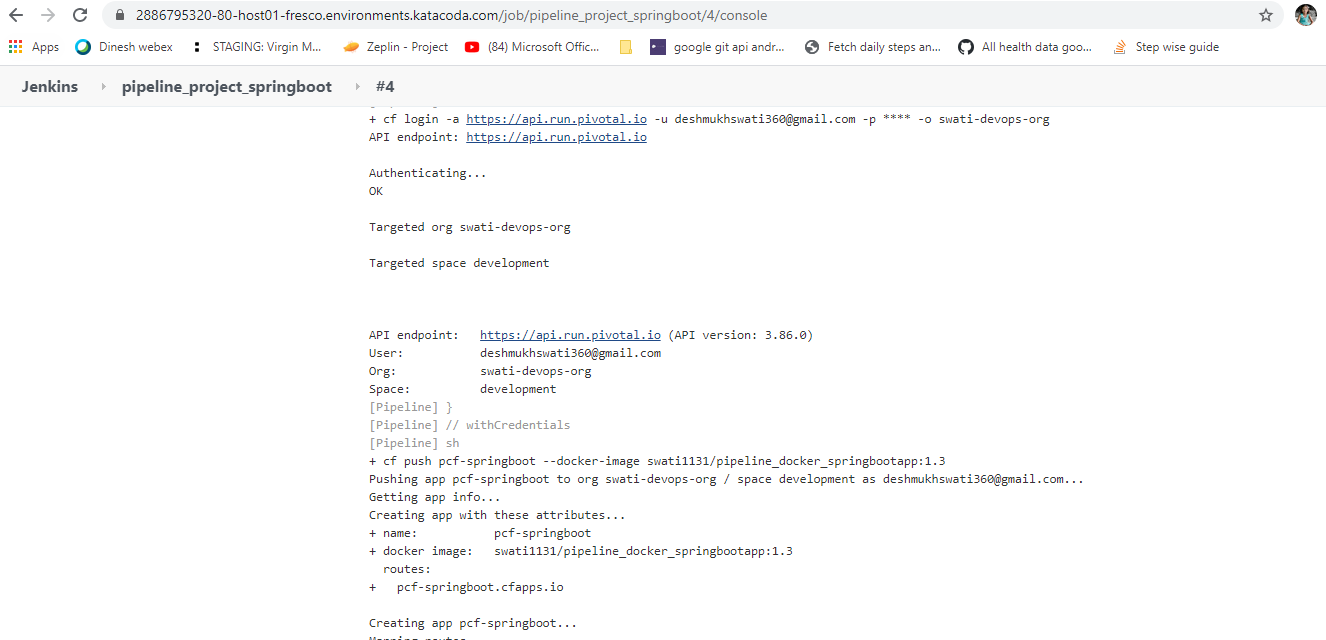 2886795320-80-host01-fresco.environments.katacoda.com/job/pipeline_project_springboot/4/console
Apps Dinesh webex STAGING: Virgin M... Zeplin - Project (84) Microsoft Offic... google git api andr... Fetch daily steps an... All health data goo... Step wise guide
Jenkins pipeline_project_springboot #4
+ cf login -a https://api.run.pivotal.io -u deshmukhswati360@gmail.com -p **** -o swati-devops-org
API endpoint: https://api.run.pivotal.io
Authenticating...
OK
Targeted org swati-devops-org
Targeted space development
API endpoint: https://api.run.pivotal.io (API version: 3.86.0)
User: deshmukhswati360@gmail.com
Org: swati-devops-org
Space: development
[Pipeline] }
[Pipeline] // withCredentials
[Pipeline] sh
+ cf push pcf-springboot --docker-image swati1131/pipeline_docker_springbootapp:1.3
Pushing app pcf-springboot to org swati-devops-org / space development as deshmukhswati360@gmail.com...
Getting app info...
Creating app with these attributes...
+ name: pcf-springboot
+ docker image: swati1131/pipeline_docker_springbootapp:1.3
routes:
+ pcf-springboot.cfapps.io
Creating app pcf-springboot...
Mapping routes